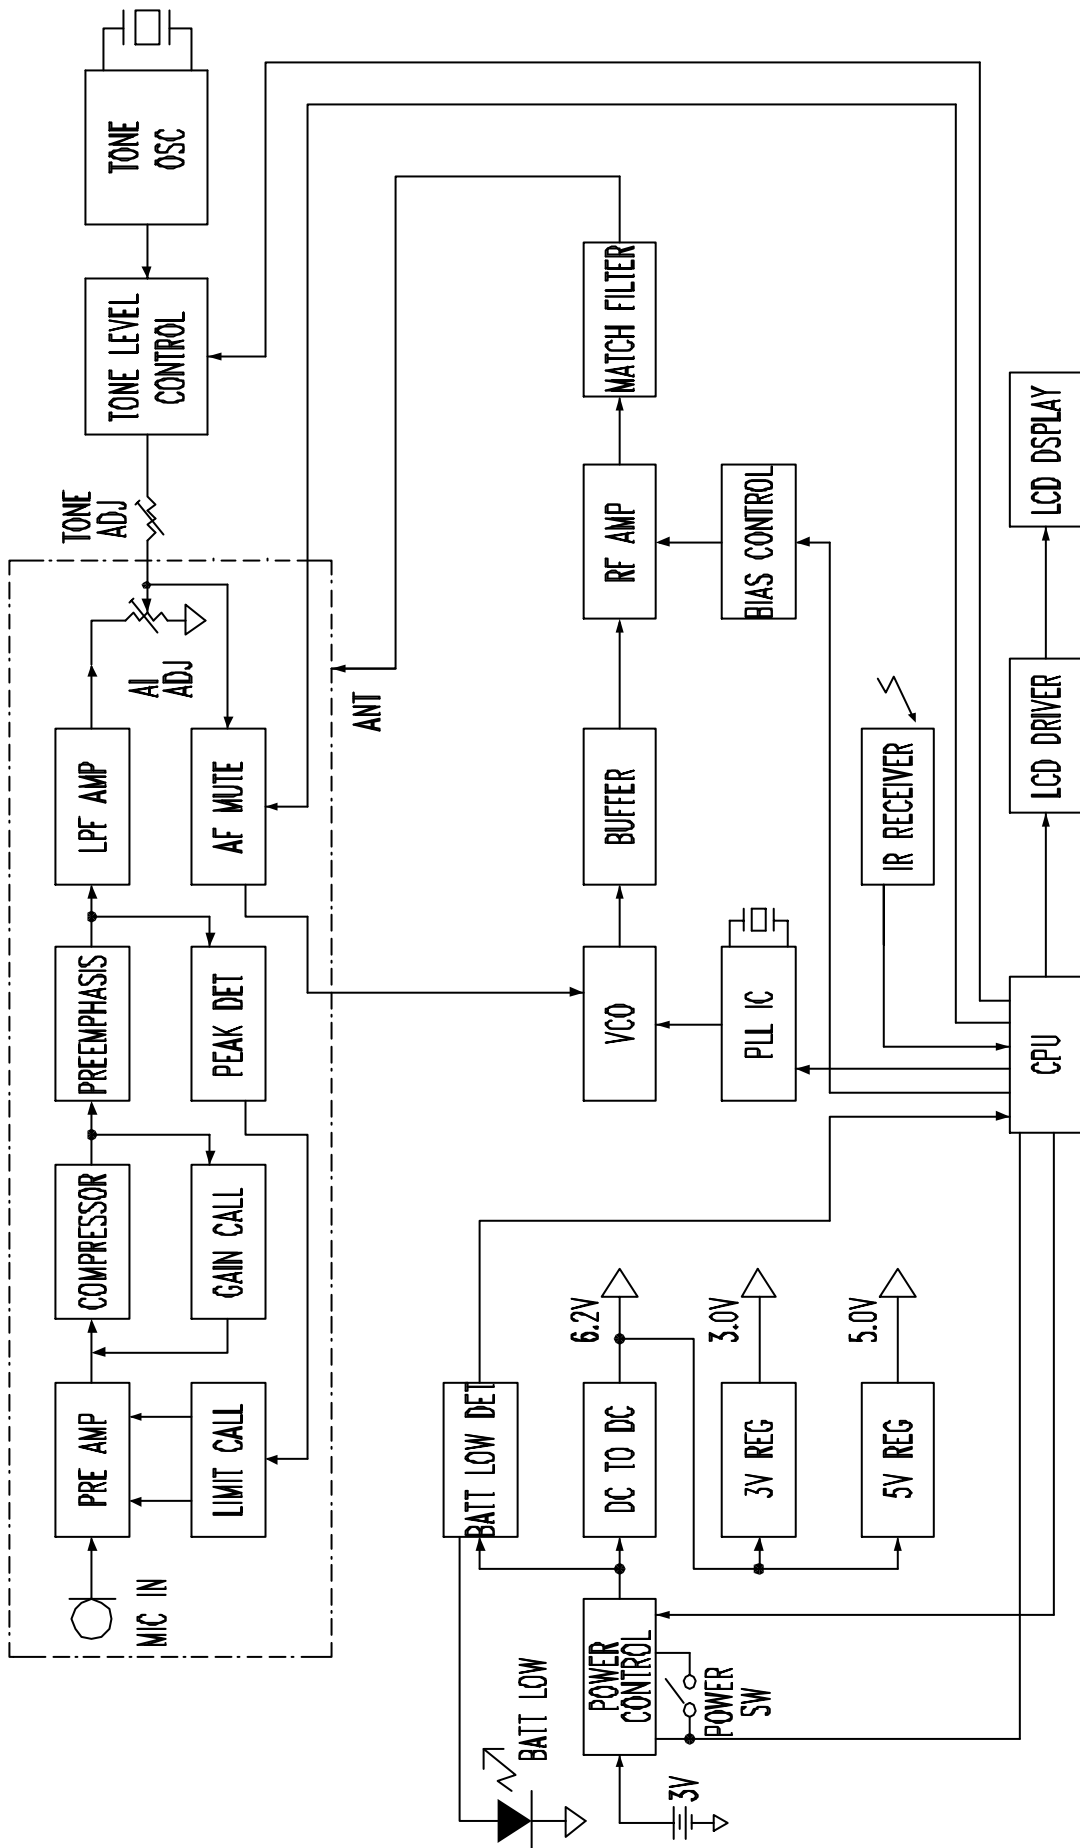 MIC IN
PRE AMP
LIMIT CALL
COMPRESSOR
GAIN CALL
PREEMPHASIS
PEAK DET
LPF AMP
AF MUTE
AI
ADJ
TONE
ADJ
TONE LEVEL
CONTROL
TONE
OSC
ANT
BATT LOW
BATT LOW DET
3V
POWER
CONTROL
POWER
SW
DC TO DC
6.2V
3V REG
3.0V
5V REG
5.0V
VCO
PLL IC
BUFFER
RF AMP
BIAS CONTROL
MATCH FILTER
IR RECEIVER
CPU
LCD DRIVER
LCD DSPLAY